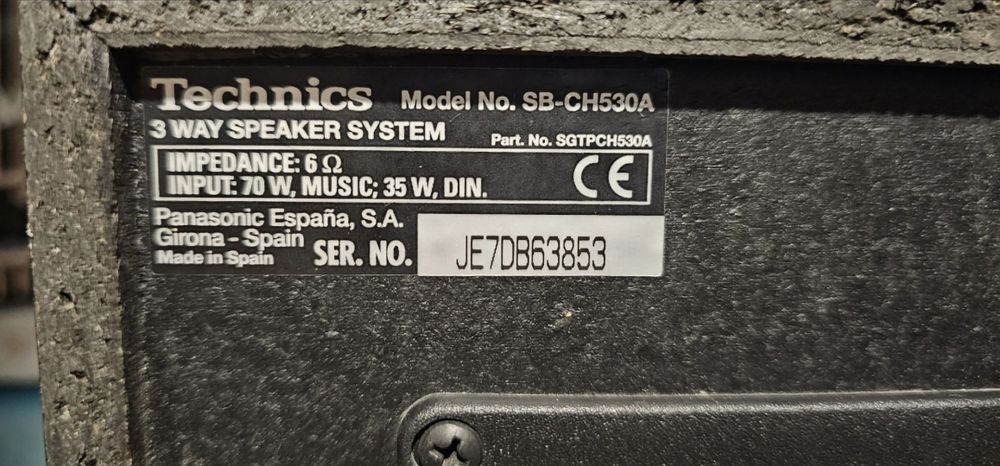 Technics Model No. SB-CH530A
3 WAY SPEAKER SYSTEM Part. No. SGTPCH530A
IMPEDANCE: 6 Ω
INPUT: 70 W, MUSIC; 35 W, DIN.
CE
Panasonic España, S.A.
Girona - Spain
Made in Spain
SER. NO. JE7DB63853